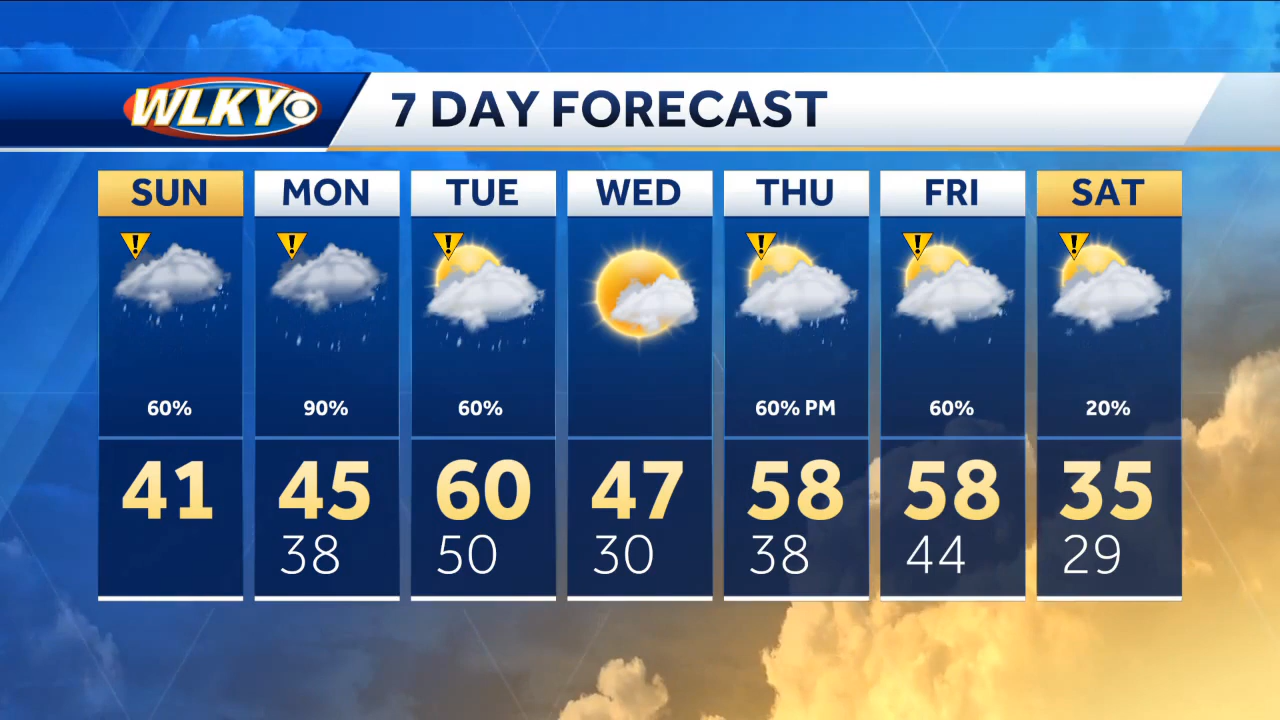 WLKY
7 DAY FORECAST
SUN MON TUE WED THU FRI SAT
! ! ! ! ! !
60% 90% 60% 60% PM 60% 20%
41 45 60 47 58 58 35
38 50 30 38 44 29